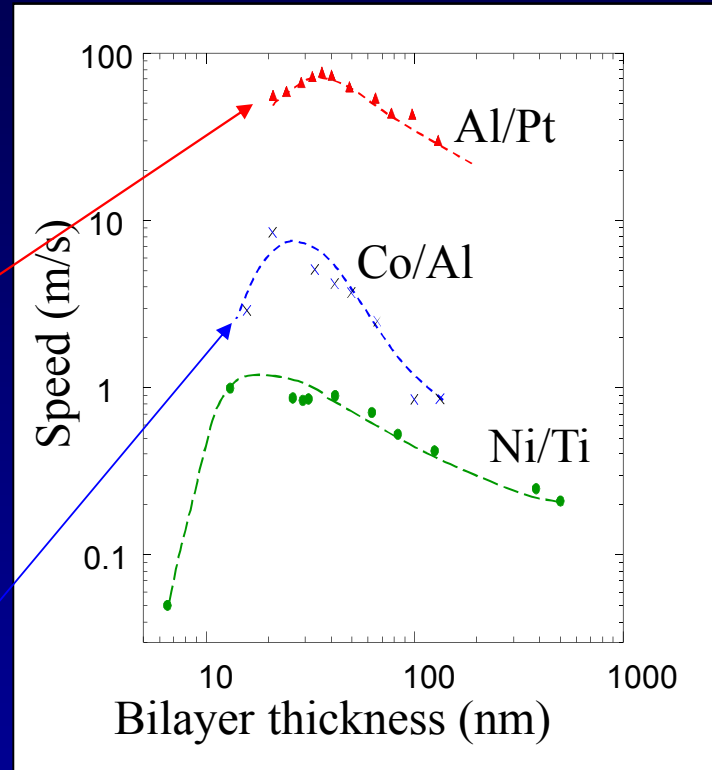 100
10
1
0.1
Speed (m/s)
Al/Pt
Co/Al
Ni/Ti
10
100
1000
Bilayer thickness (nm)